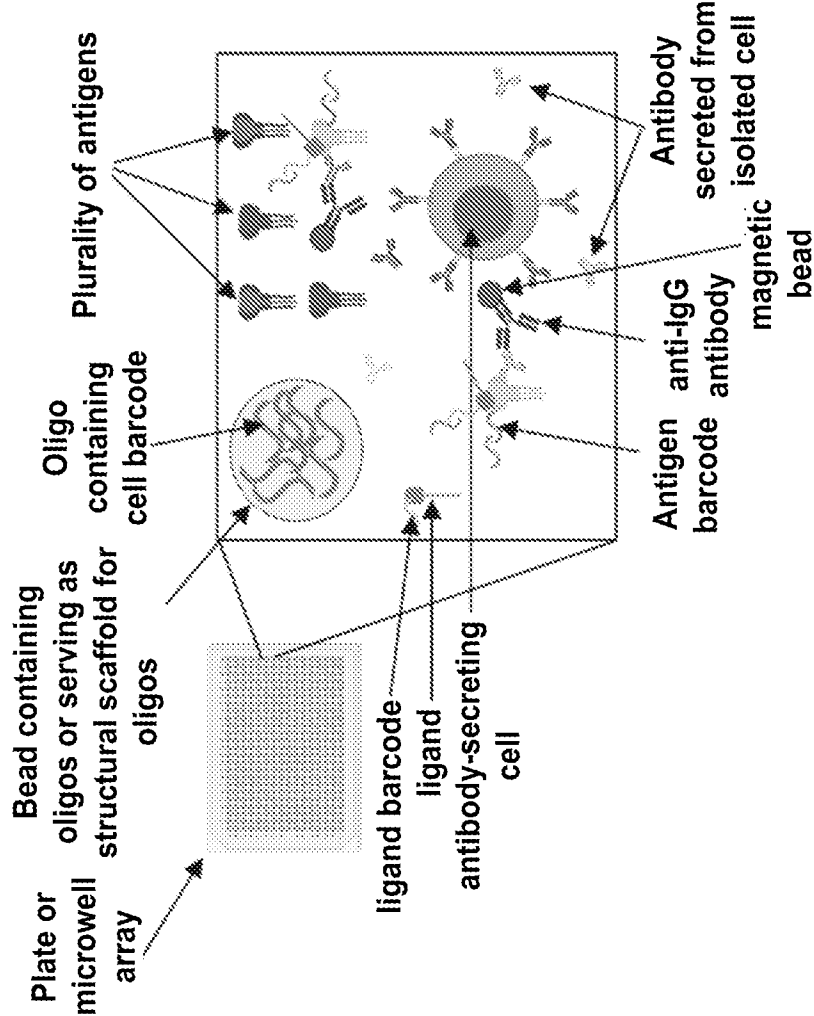 Plate or
microwell
array
Bead containing
oligos or serving as
structural scaffold for
oligos
Oligo
containing
cell barcode
Plurality of antigens
ligand barcode
ligand
antibody-secreting
cell
Antigen
barcode
anti-IgG
antibody
magnetic
bead
Antibody
secreted from
isolated cell